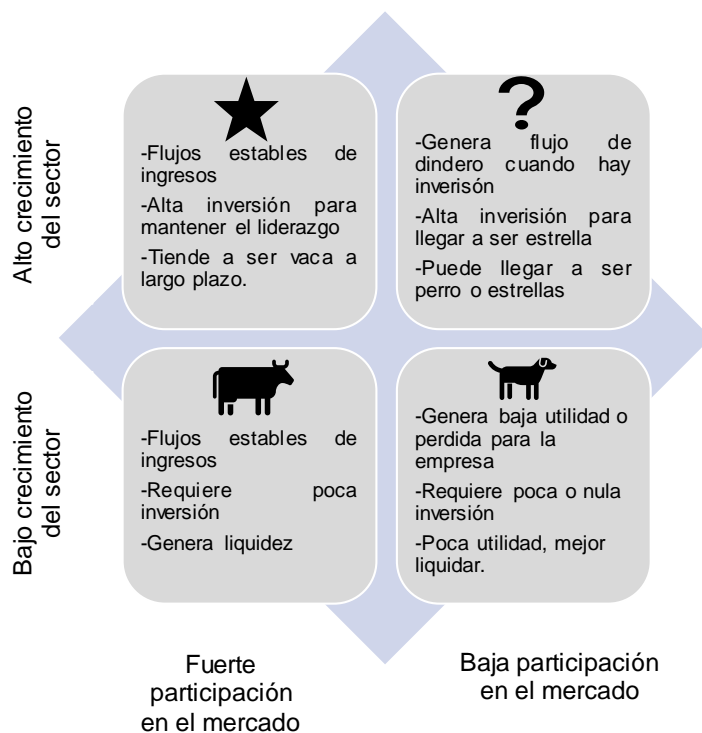 Alto crecimiento
del sector
?
-Flujos estables de
ingresos
-Alta inversión para
mantener el liderazgo
-Tiende a ser vaca a
largo plazo.
-Genera flujo de
dindero cuando hay
inverisón
-Alta inverisión para
llegar a ser estrella
-Puede llegar a ser
perro o estrellas
Bajo crecimiento
del sector
-Flujos estables de
ingresos
-Requiere poca
inversión
-Genera liquidez
-Genera baja utilidad o
perdida para la
empresa
-Requiere poca o nula
inversión
-Poca utilidad, mejor
liquidar.
Fuerte
participación
en el mercado
Baja participación
en el mercado